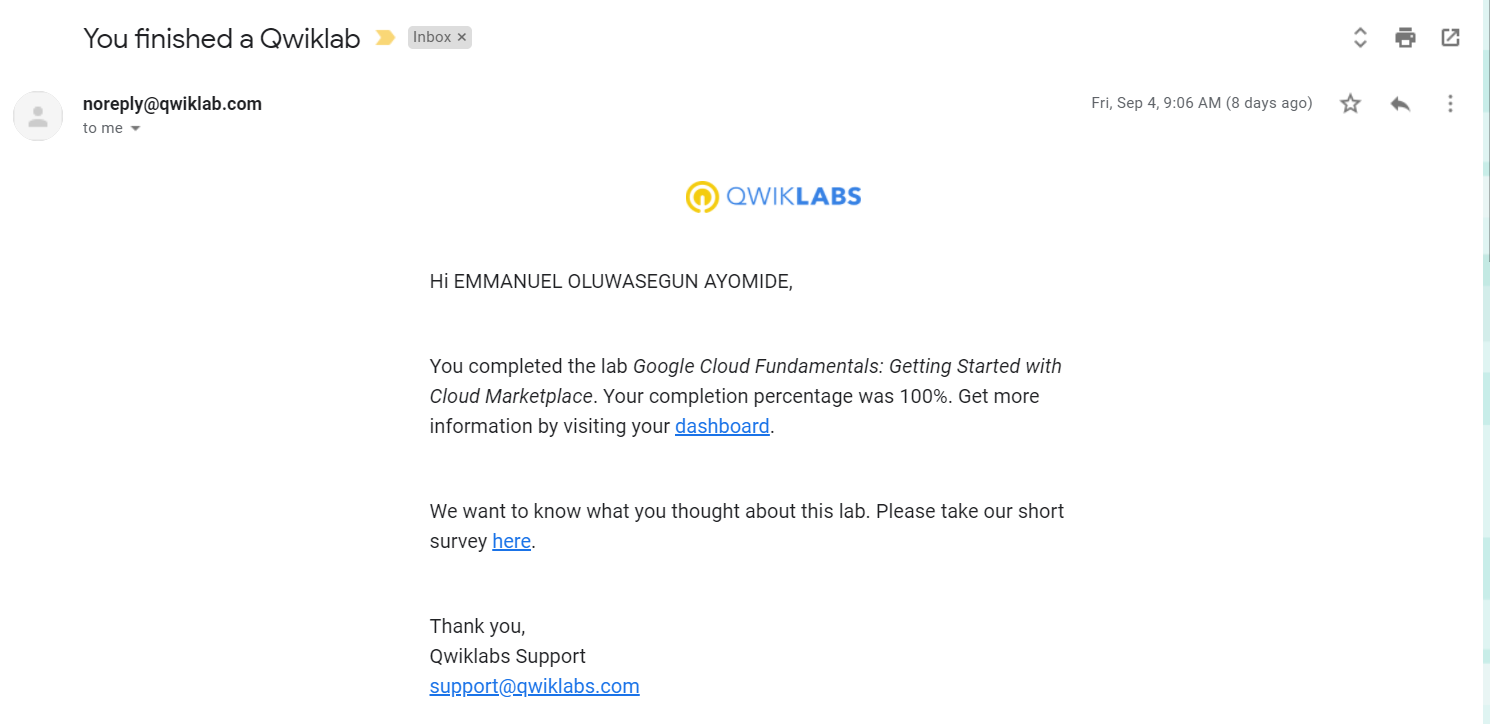 You finished a Qwiklab Inbox ×
noreply@qwiklab.com Fri, Sep 4, 9:06 AM (8 days ago)
to me
QWIKLABS
Hi EMMANUEL OLUWASEGUN AYOMIDE,
You completed the lab Google Cloud Fundamentals: Getting Started with
Cloud Marketplace. Your completion percentage was 100%. Get more
information by visiting your dashboard.
We want to know what you thought about this lab. Please take our short
survey here.
Thank you,
Qwiklabs Support
support@qwiklabs.com